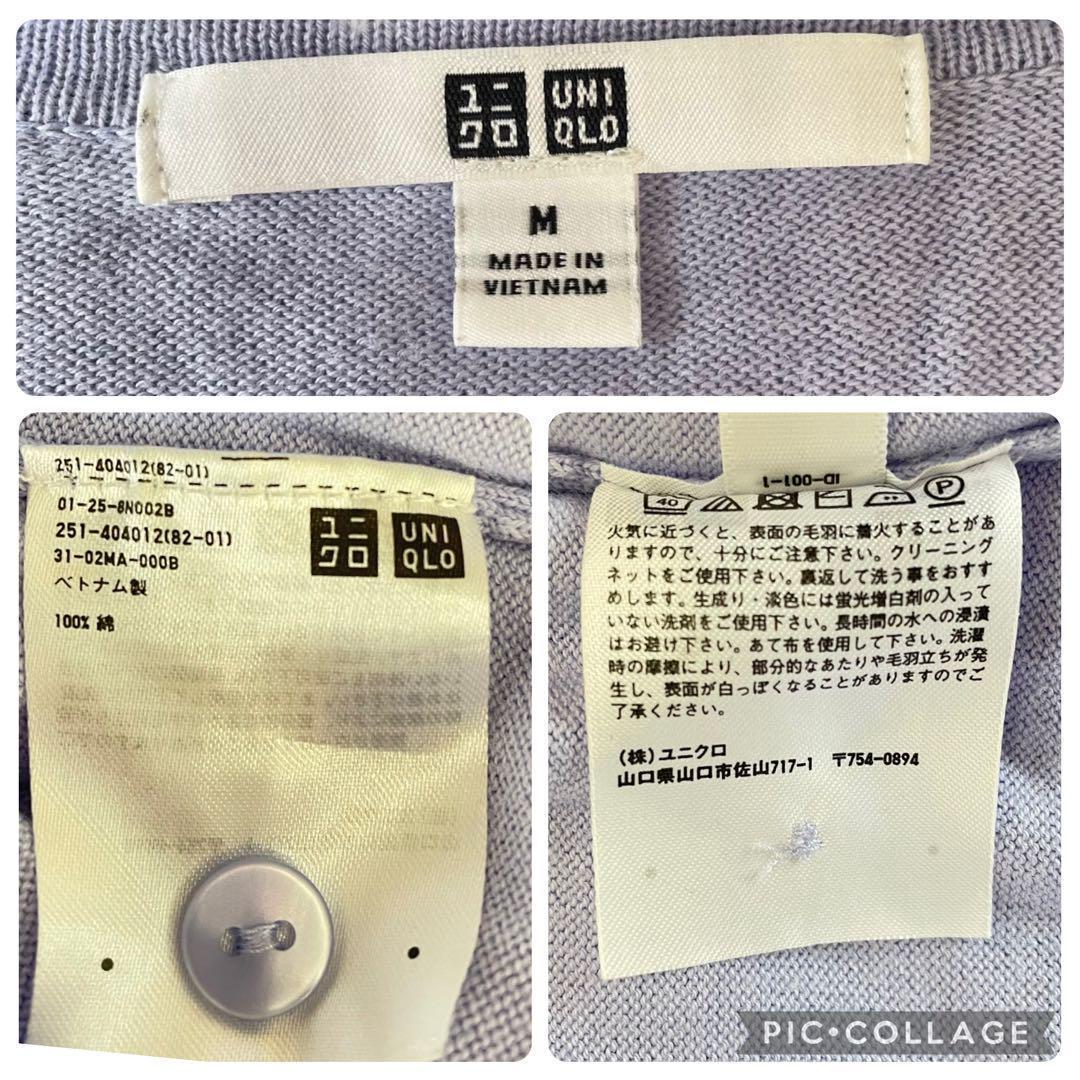 ユニ
クロ
UNI
QLO
M
MADE IN
VIETNAM
251-404012(82-01)
01-25-8N002B
251-404012(82-01)
31-02MA-000B
ベトナム製
100% 綿
ユニ
クロ
UNI
QLO
ID-001-1
40
P
火気に近づくと、表面の毛羽に着火することがあ
りますので、十分にご注意下さい。クリーニング
ネットをご使用下さい。裏返して洗う事をおすす
めします。生成り・淡色には蛍光増白剤の入って
いない洗剤をご使用下さい。長時間の水への浸漬
はお避け下さい。あて布を使用して下さい。洗濯
時の摩擦により、部分的なあたりや毛羽立ちが発
生し、表面が白っぽくなることがありますのでご
了承ください。
(株)ユニクロ
山口県山口市佐山717-1 〒754-0894
PIC•COLLAGE